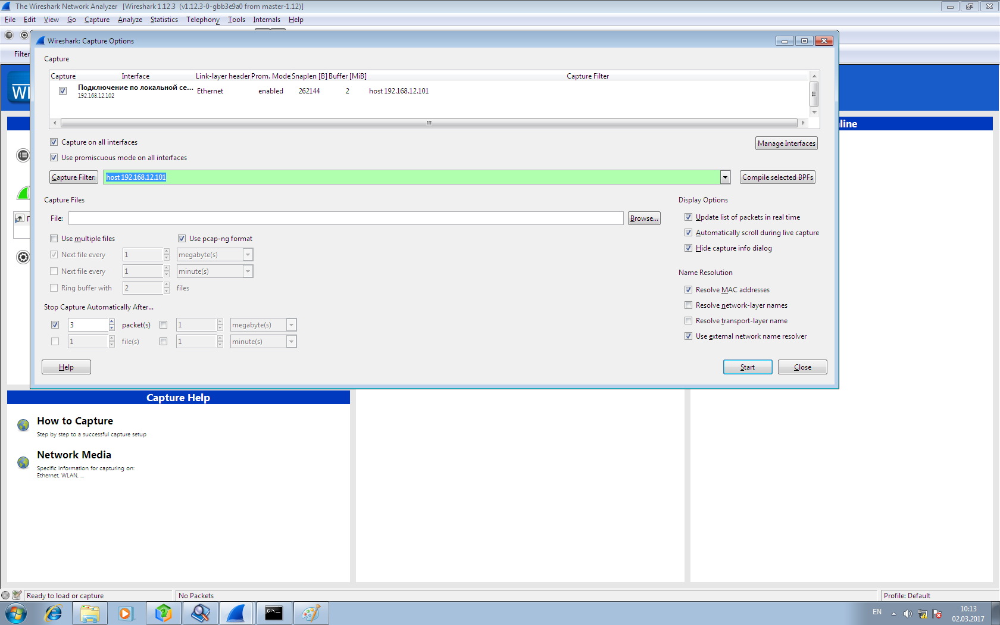 The Wireshark Network Analyzer [Wireshark 1.12.3 (v1.12.3-0-gbb3e9a0 from master-1.12)]
File Edit View Go Capture Analyze Statistics Telephony Tools Internals Help
Wireshark: Capture Options
Filter
Capture
Capture Interface Link-layer header Prom. Mode Snaplen [B] Buffer [MiB] Capture Filter
Подключение по локальной се... Ethernet enabled 262144 2 host 192.168.12.101
192.168.12.102
Capture on all interfaces
Manage Interfaces
Use promiscuous mode on all interfaces
Capture Filter: host 192.168.12.101 Compile selected BPFs
Capture Files
File: Browse...
Use multiple files Use pcap-ng format
Next file every 1 megabyte(s)
Next file every 1 minute(s)
Ring buffer with 2 files
Stop Capture Automatically After...
3 packet(s) 1 megabyte(s)
1 file(s) 1 minute(s)
Display Options
Update list of packets in real time
Automatically scroll during live capture
Hide capture info dialog
Name Resolution
Resolve MAC addresses
Resolve network-layer names
Resolve transport-layer name
Use external network name resolver
Help Start Close
line
Capture Help
How to Capture
Step by step to a successful capture setup
Network Media
Specific information for capturing on:
Ethernet, WLAN, ...
Ready to load or capture No Packets Profile: Default
C:\.
EN 10:13
02.03.2017